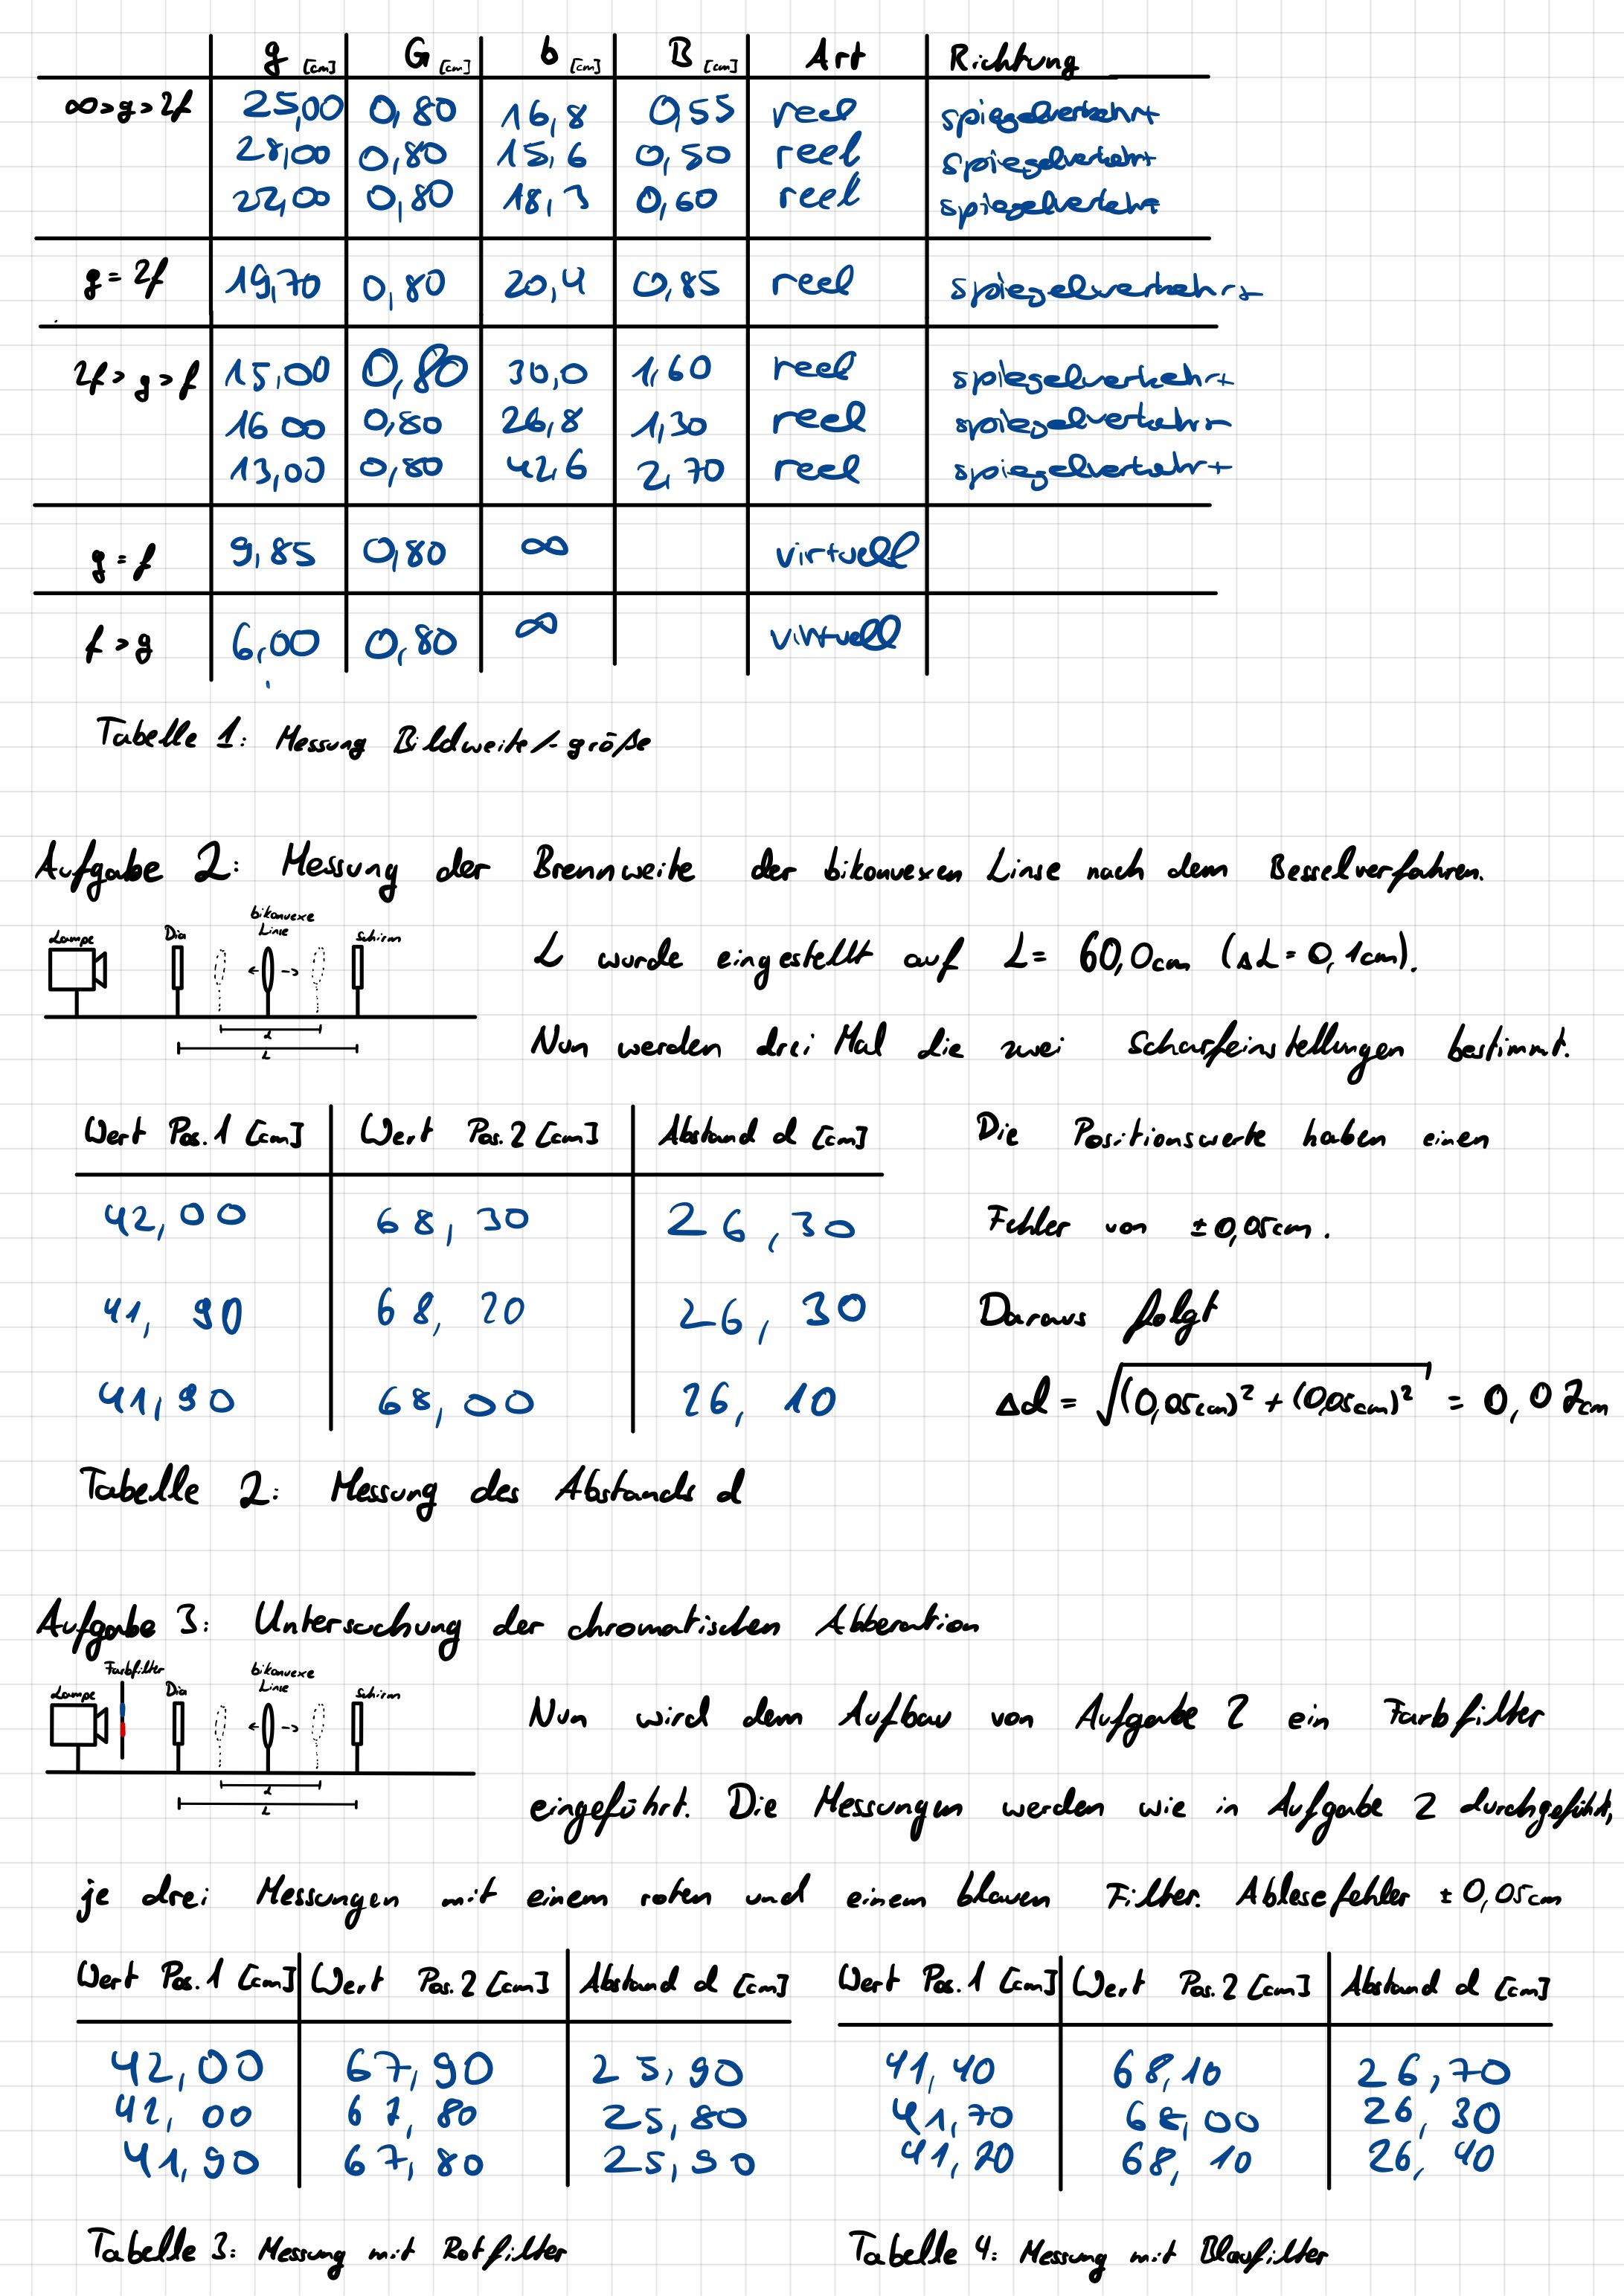 g [cm] G [cm] b [cm] B [cm] Art Richtung
∞>g>2f 25,00 0,80 16,8 0,55 reel spiegelverkehrt
28,00 0,80 15,6 0,50 reel spiegelverkehrt
22,00 0,80 18,3 0,60 reel spiegelverkehrt
g=2f 19,70 0,80 20,4 0,85 reel spiegelverkehrt
2f>g>f 15,00 0,80 30,0 1,60 reel spiegelverkehrt
16 00 0,80 26,8 1,30 reel spiegelverkehrt
13,00 0,80 42,6 2,70 reel spiegelverkehrt
g=f 9,85 0,80 ∞ virtuell
f>g 6,00 0,80 ∞ virtuell
Tabelle 1: Messung Bildweite/-größe
Aufgabe 2: Messung der Brennweite der bikonvexen Linse nach dem Besselverfahren.
Lampe Dia bikonvexe Linse Schirm
d
L
L wurde eingestellt auf L= 60,0cm (ΔL=0,1cm).
Nun werden drei Mal die zwei Scharfeinstellungen bestimmt.
Wert Pos.1 [cm] Wert Pos.2 [cm] Abstand d [cm]
42,00 68,30 26,30
41,90 68,20 26,30
41,90 68,00 26,10
Die Positionswerte haben einen
Fehler von ±0,05cm.
Daraus folgt
Δd = √((0,05cm)² + (0,05cm)²) = 0,07cm
Tabelle 2: Messung des Abstands d
Aufgabe 3: Untersuchung der chromatischen Abberation
Farbfilter
Lampe Dia bikonvexe Linse Schirm
d
L
Nun wird dem Aufbau von Aufgabe 2 ein Farbfilter
eingeführt. Die Messungen werden wie in Aufgabe 2 durchgeführt,
je drei Messungen mit einem roten und einem blauen Filter. Ablesefehler ±0,05cm
Wert Pos.1 [cm] Wert Pos.2 [cm] Abstand d [cm]
42,00 67,90 25,90
42,00 67,80 25,80
41,90 67,80 25,90
Tabelle 3: Messung mit Rotfilter
Wert Pos.1 [cm] Wert Pos.2 [cm] Abstand d [cm]
41,40 68,10 26,70
41,70 68,00 26,30
41,70 68,10 26,40
Tabelle 4: Messung mit Blaufilter